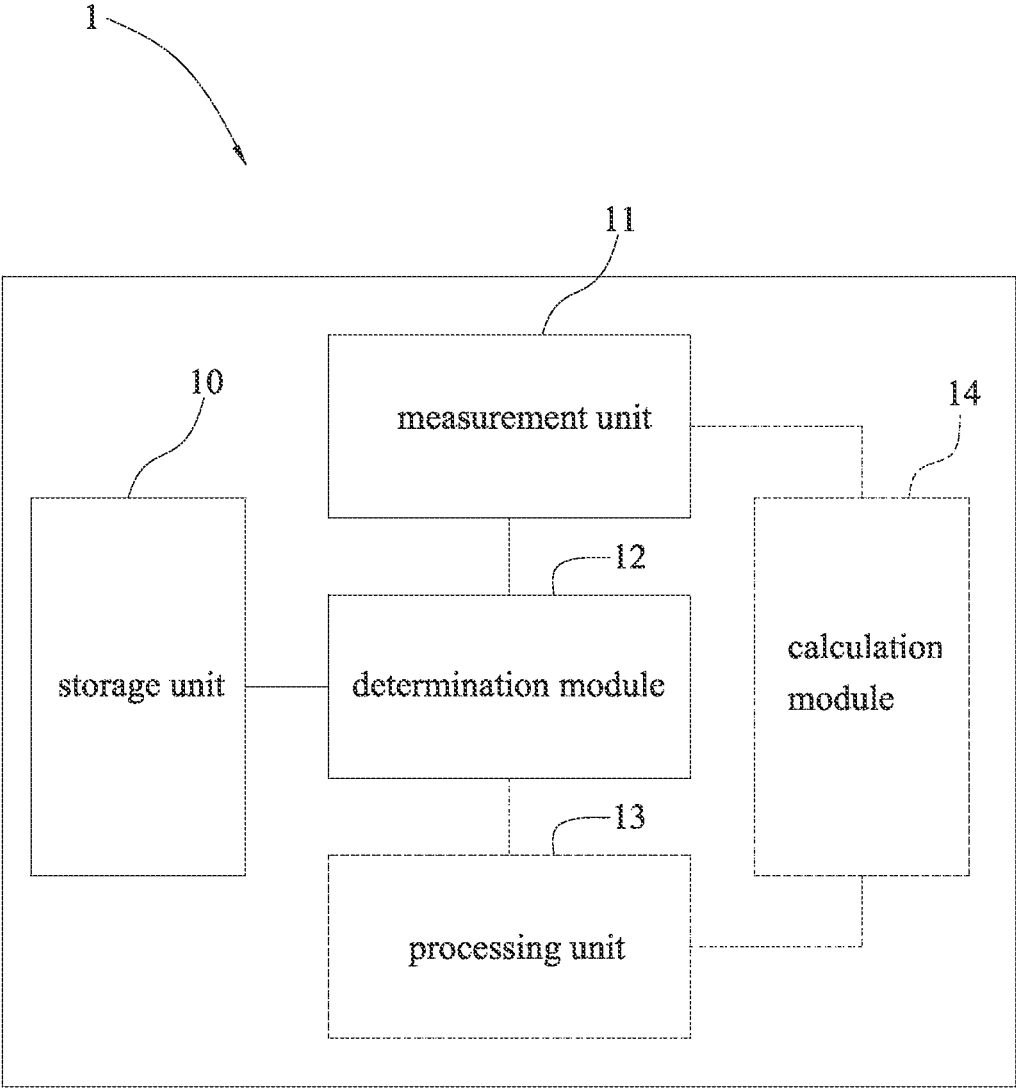 1
11
measurement unit
10
14
storage unit
12
determination module
calculation
module
13
processing unit